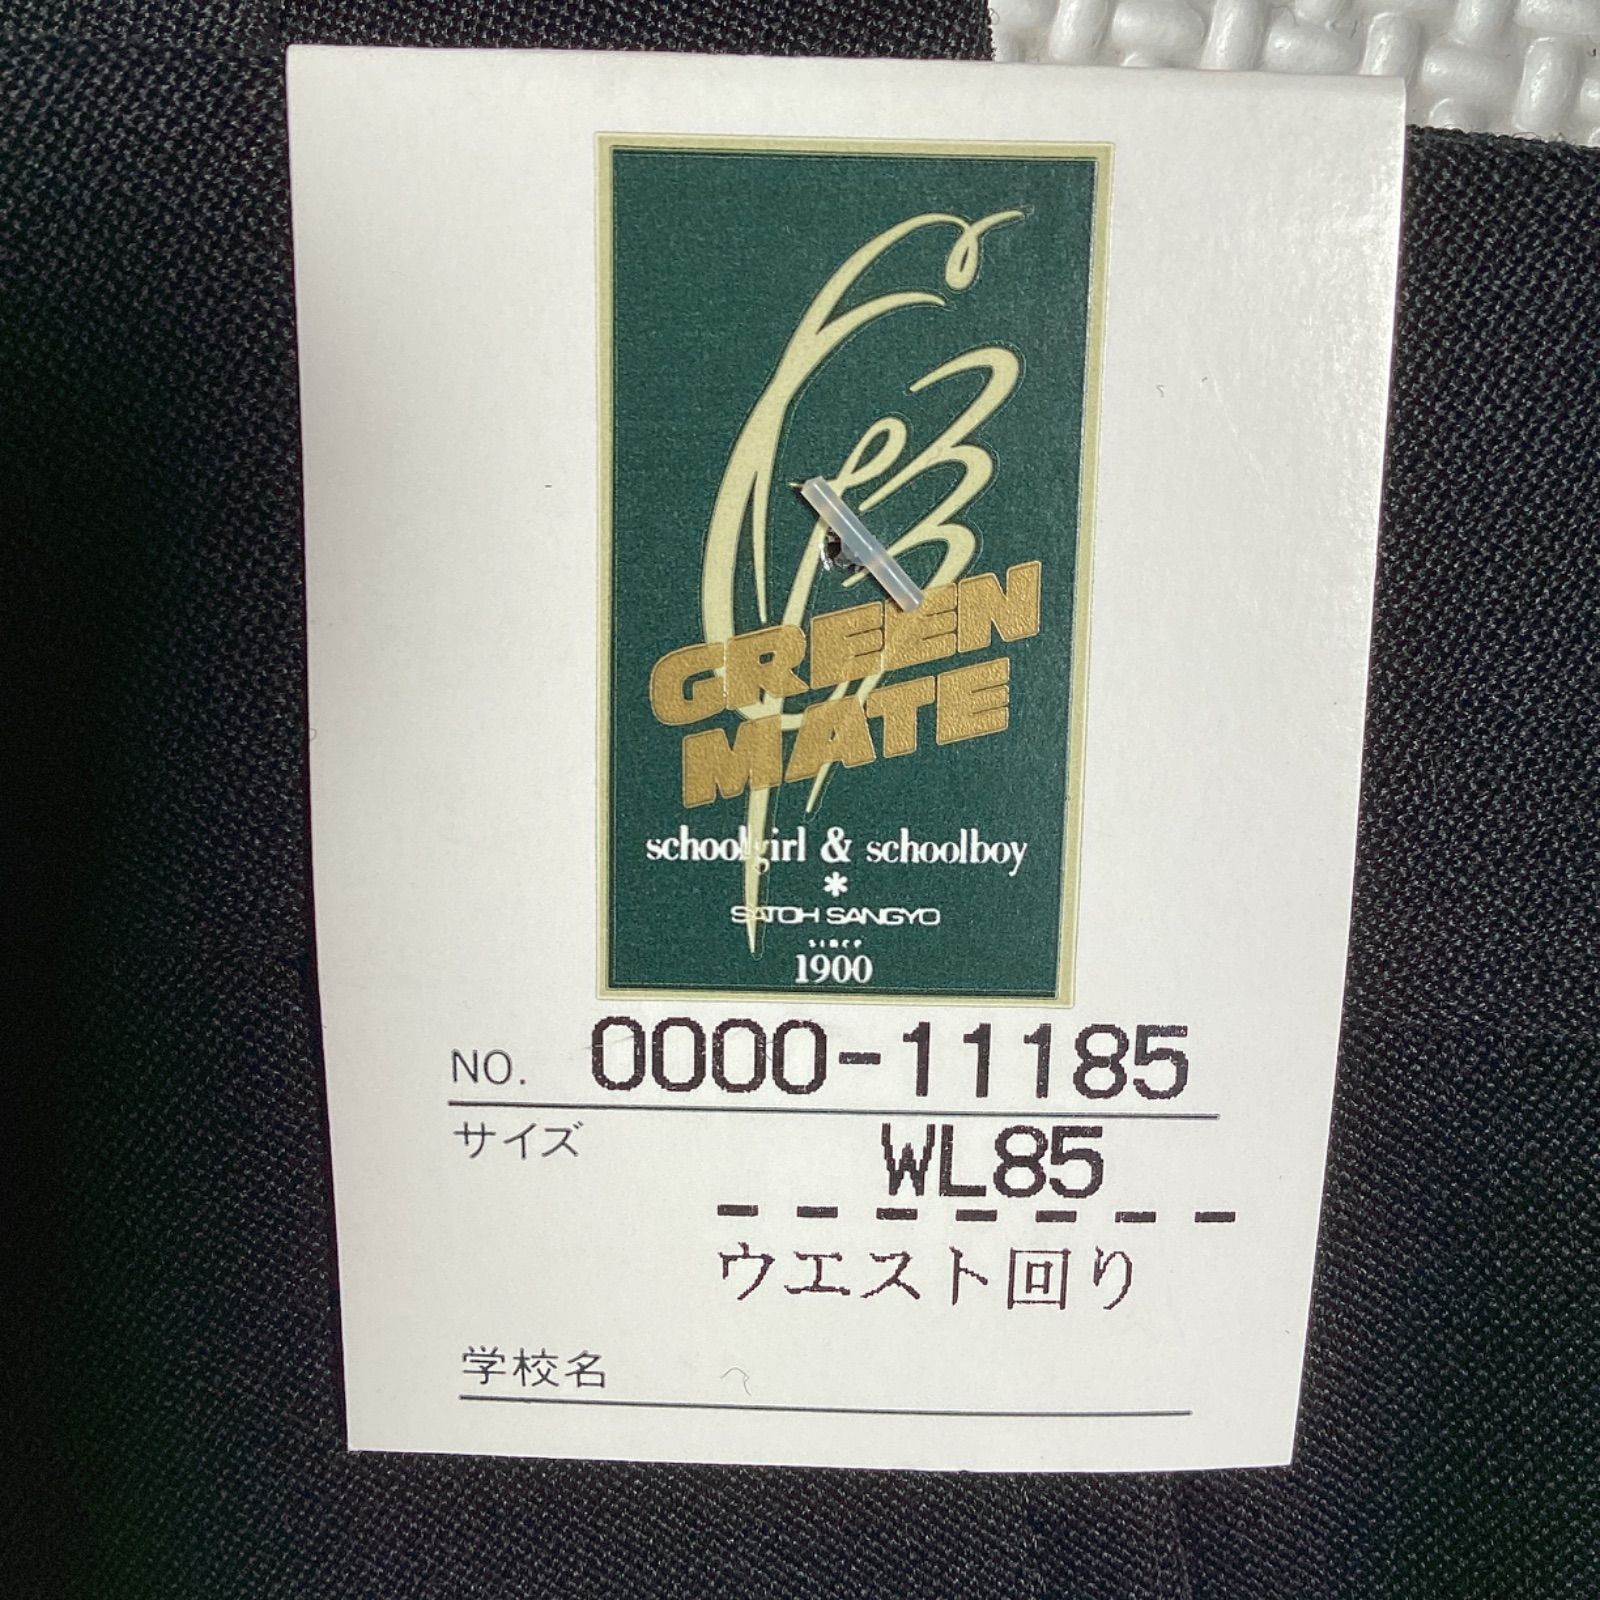 GREEN
MATE
schoolgirl & schoolboy
*
SATOH SANGYO
since
1900
NO. 0000-11185
サイズ WL85
-------
ウエスト回り
学校名